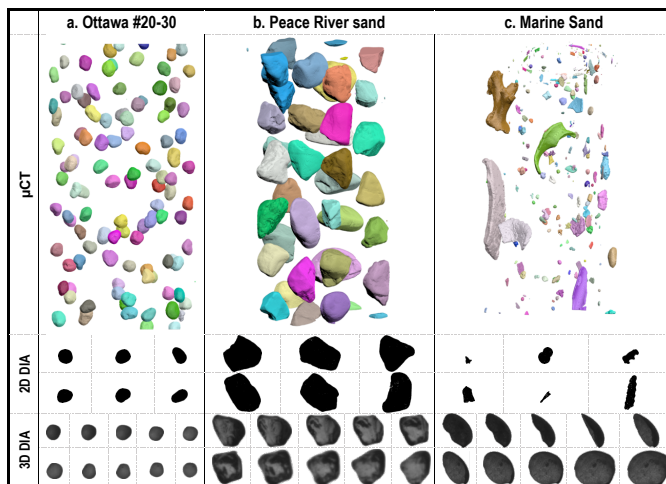 a. Ottawa #20-30
b. Peace River sand
c. Marine Sand
µCT
2D DIA
3D DIA